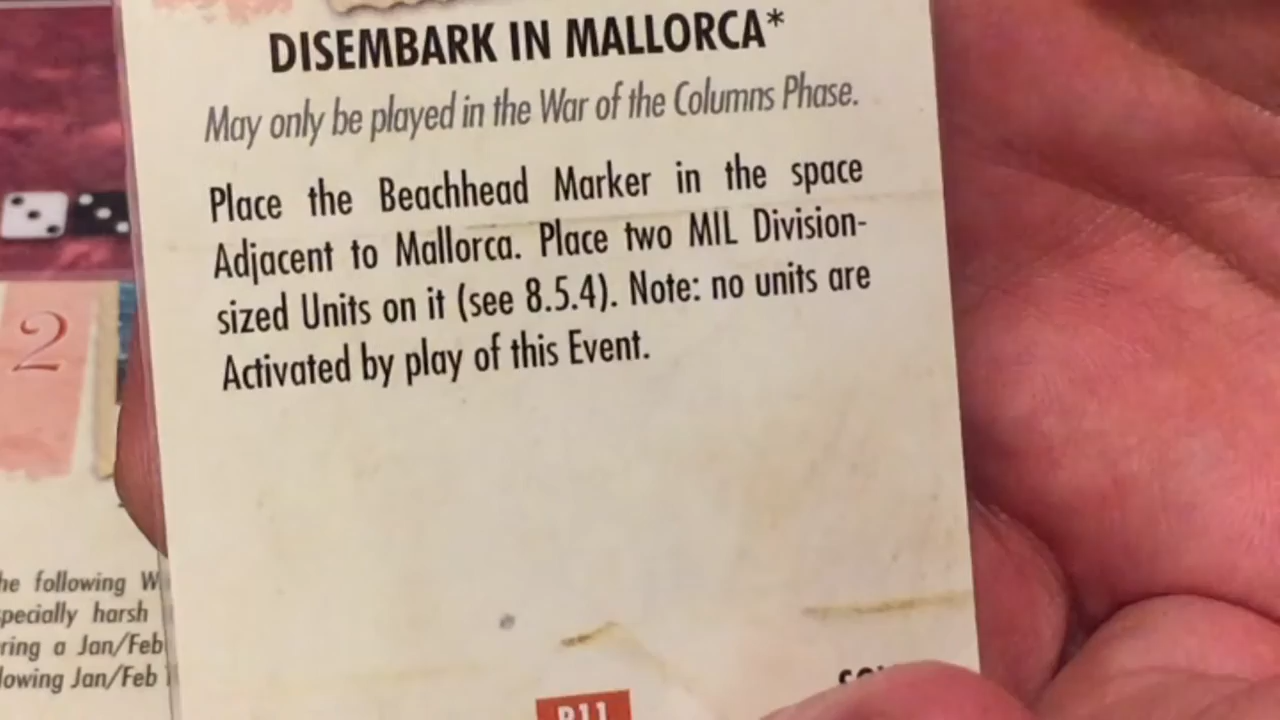 DISEMBARK IN MALLORCA*
May only be played in the War of the Columns Phase.
Place the Beachhead Marker in the space
Adjacent to Mallorca. Place two MIL Division-
sized Units on it (see 8.5.4). Note: no units are
Activated by play of this Event.
2
he following W
pecially harsh
ring a Jan/Feb
lowing Jan/Feb
R11